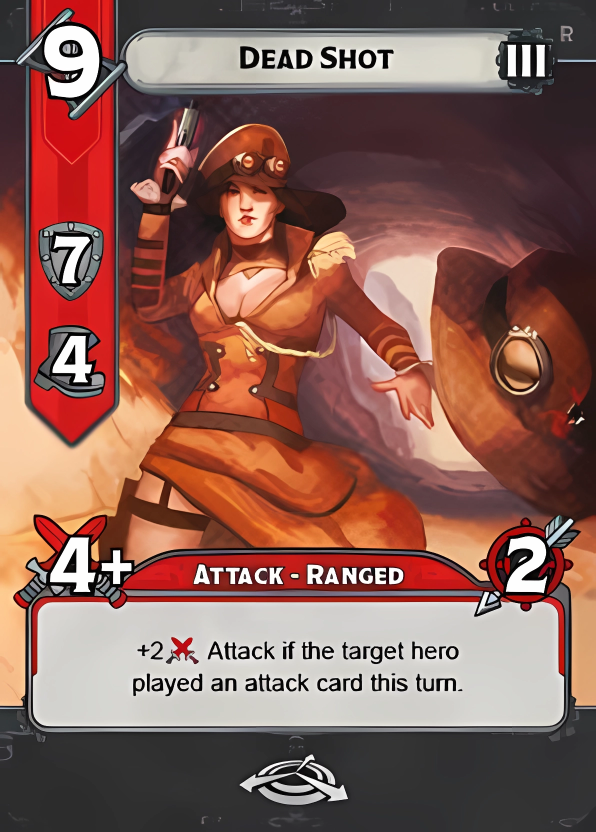 9
DEAD SHOT
III
R
7
4
4+
ATTACK - RANGED
2
+2 Attack if the target hero
played an attack card this turn.